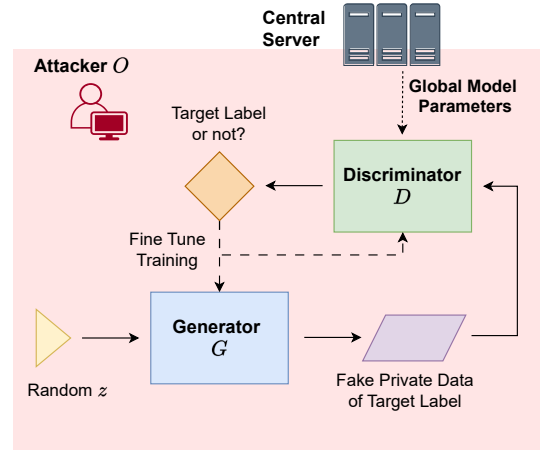 Central
Server
Attacker O
Global Model
Parameters
Target Label
or not?
Discriminator
D
Fine Tune
Training
Generator
G
Random z
Fake Private Data
of Target Label